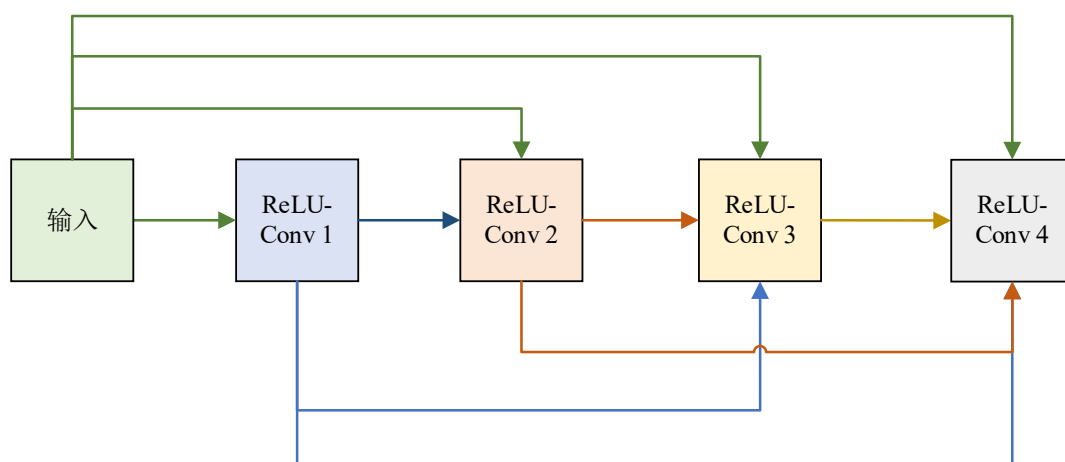 输入
ReLU-
Conv 1
ReLU-
Conv 2
ReLU-
Conv 3
ReLU-
Conv 4